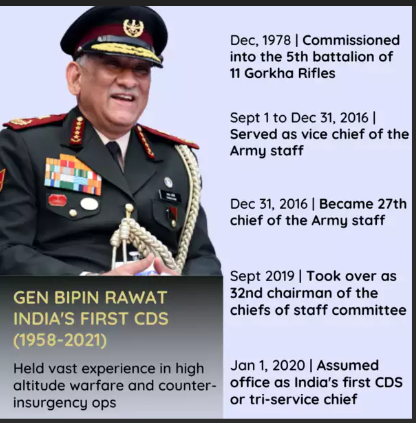 Dec, 1978 | Commissioned
into the 5th battalion of
11 Gorkha Rifles
Sept 1 to Dec 31, 2016 |
Served as vice chief of the
Army staff
Dec 31, 2016 | Became 27th
chief of the Army staff
Sept 2019 | Took over as
32nd chairman of the
chiefs of staff committee
Jan 1, 2020 | Assumed
office as India's first CDS
or tri-service chief
GEN BIPIN RAWAT
INDIA'S FIRST CDS
(1958-2021)
Held vast experience in high
altitude warfare and counter-
insurgency ops